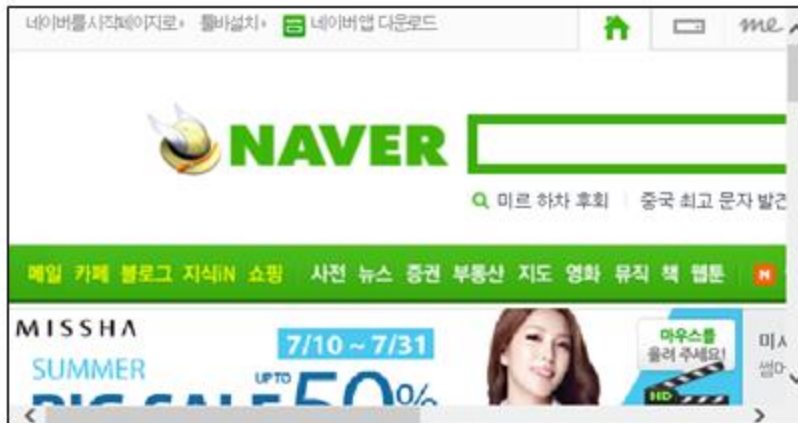 네이버를 시작페이지로 툴바설치 네이버앱 다운로드
me
NAVER
미르 하차 후회 중국 최고 문자 발견
메일 카페 블로그 지식iN 쇼핑 사전 뉴스 증권 부동산 지도 영화 뮤직 책 웹툰 N
MISSHA
7/10 ~ 7/31
SUMMER
UP TO
BIG SALE 50%
마우스를
올려 주세요!
HD